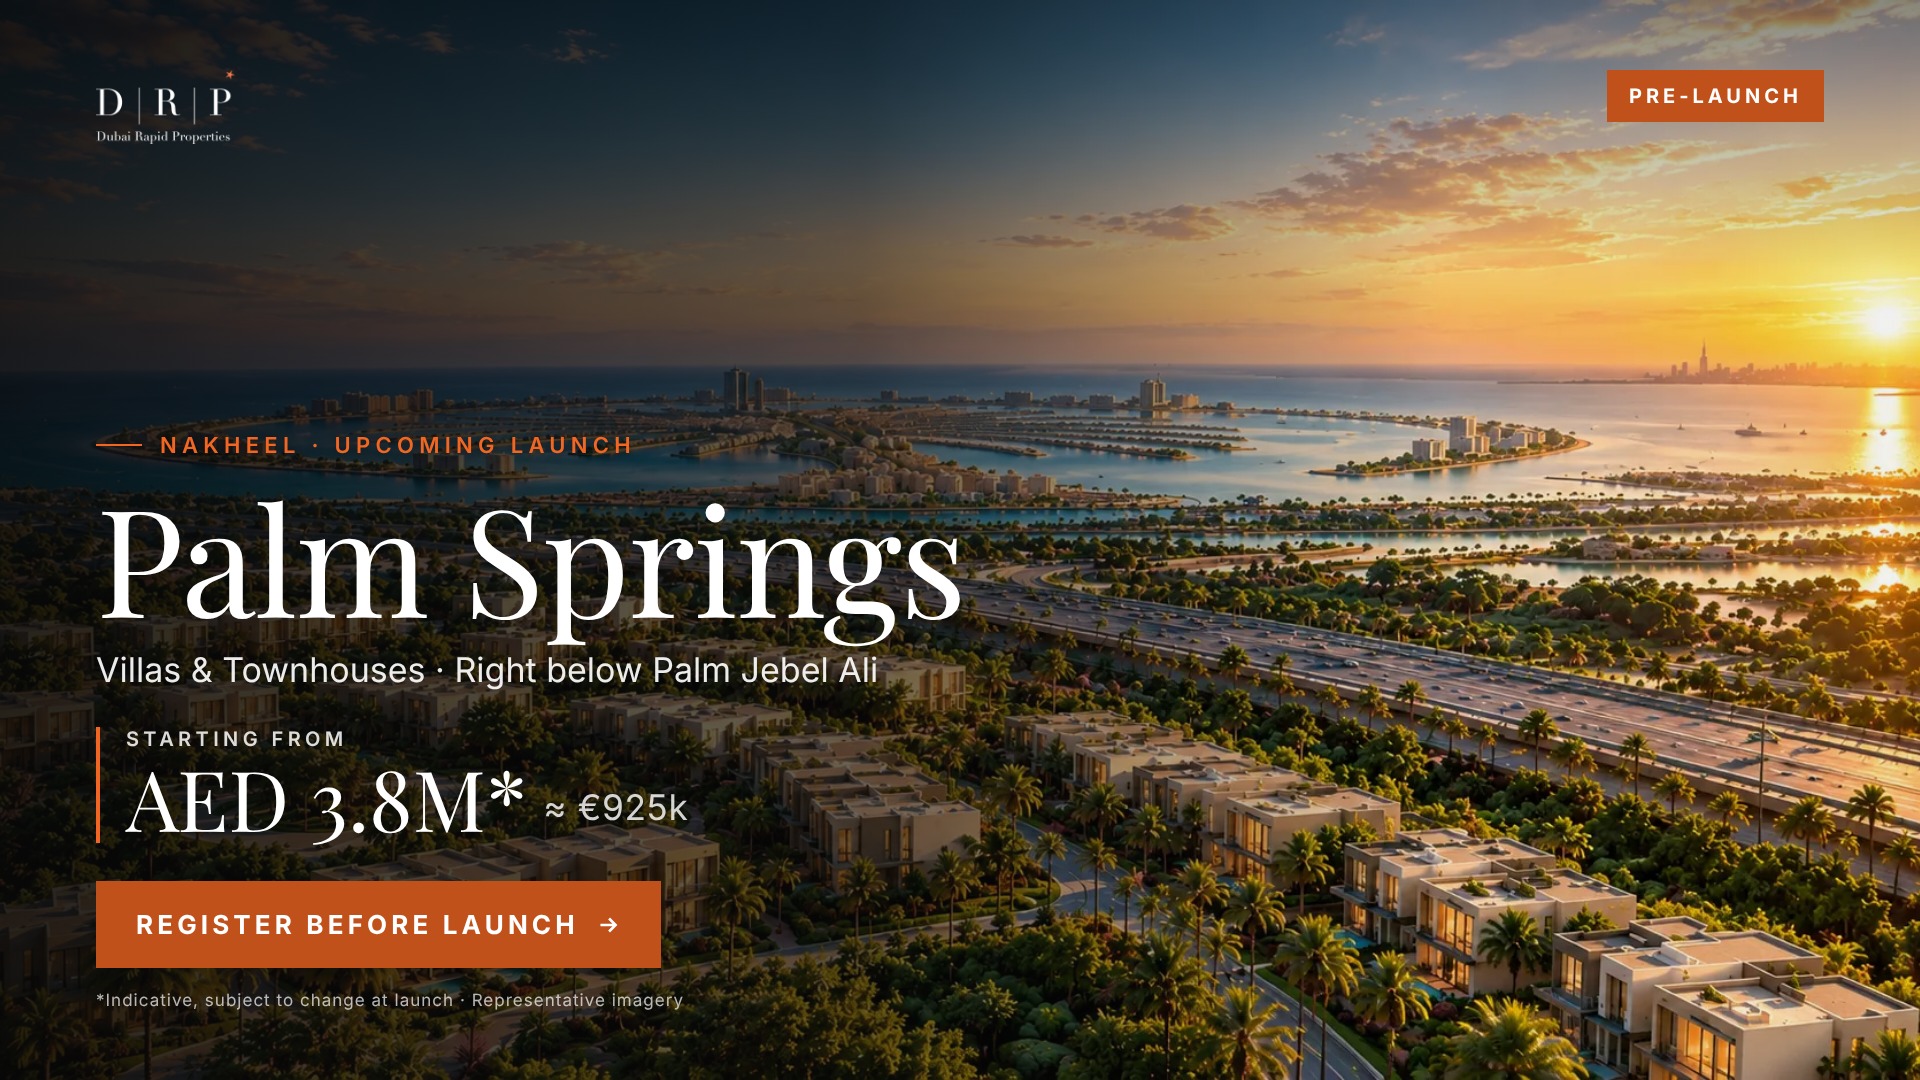 D | R | P
Dubai Rapid Properties
PRE-LAUNCH
NAKHEEL · UPCOMING LAUNCH
Palm Springs
Villas & Townhouses · Right below Palm Jebel Ali
STARTING FROM
AED 3.8M* ≈ €925k
REGISTER BEFORE LAUNCH →
*Indicative, subject to change at launch · Representative imagery